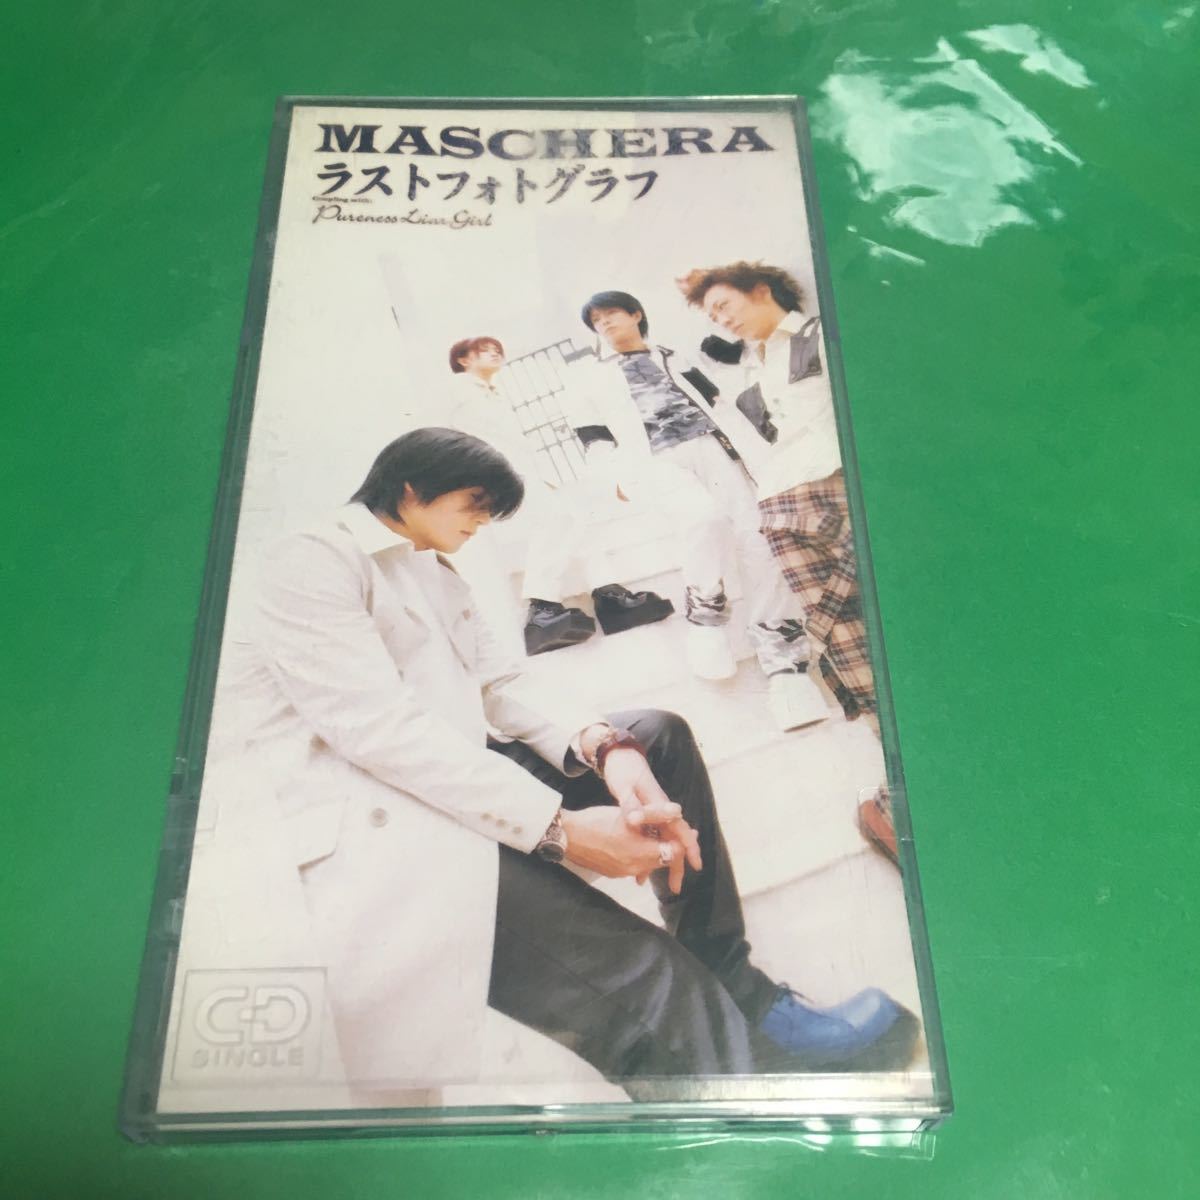 MASCHERA
ラストフォトグラフ
Coupling with:
Pureness Liar Girl
CD
SINGLE